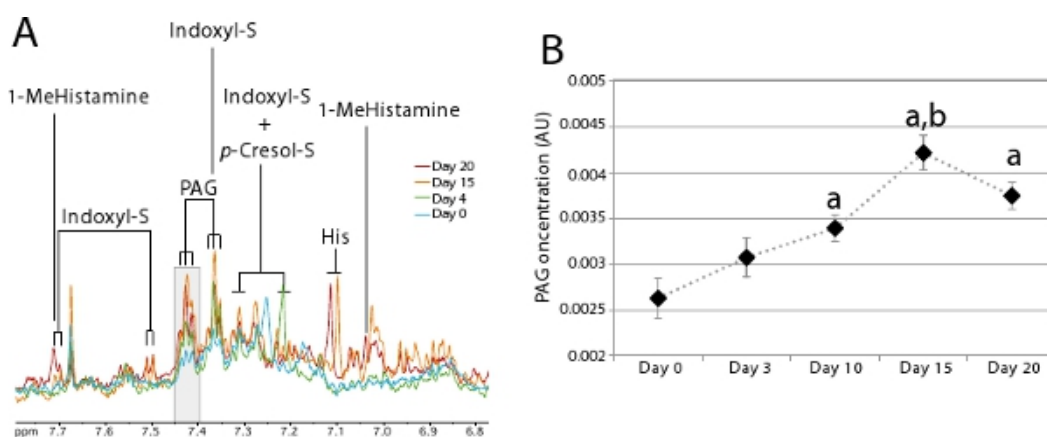 A
Indoxyl-S
1-MeHistamine
Indoxyl-S
+
p-Cresol-S
1-MeHistamine
Day 20
Day 15
Day 4
Day 0
PAG
Indoxyl-S
His
ppm 7.7 7.6 7.5 7.4 7.3 7.2 7.1 7.0 6.9 6.8
B
PAG oncentration (AU)
0.005
0.0045
0.004
0.0035
0.003
0.0025
0.002
a
a,b
a
Day 0 Day 3 Day 10 Day 15 Day 20